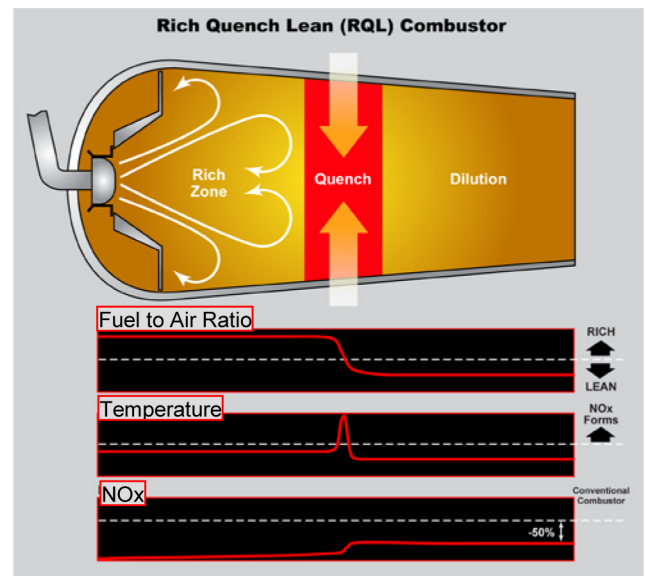 Rich Quench Lean (RQL) Combustor
Rich
Zone
Quench
Dilution
Fuel to Air Ratio
RICH
LEAN
Temperature
NOx
Forms
NOx
Conventional
Combustor
-50%